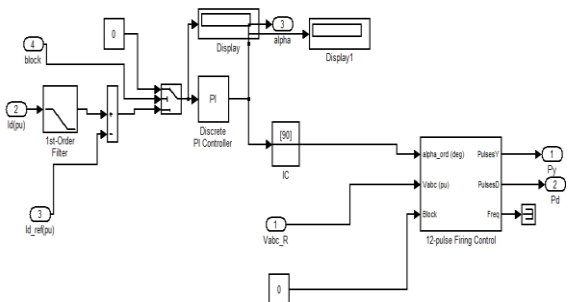 0
4
block
2
Id(pu)
1st-Order
Filter
+
-
3
Id_ref(pu)
Display
3
alpha
Display1
PI
Discrete
PI Controller
[90]
IC
1
Vabc_R
0
alpha_ord (deg)
Vabc (pu)
Block
PulsesY
PulsesD
Freq
12-pulse Firing Control
1
Py
2
Pd